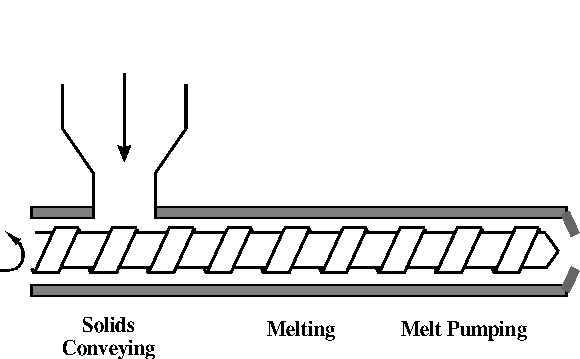 Solids
Conveying
Melting
Melt Pumping